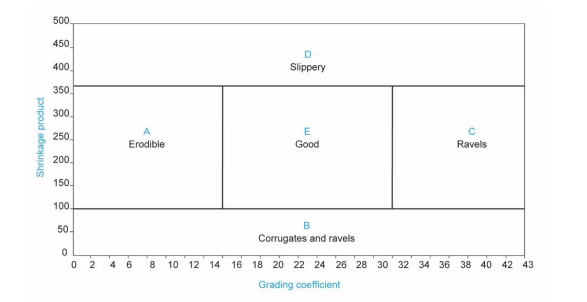 500
450
400
350
300
250
200
150
100
50
0
Shrinkage product
D
Slippery
A
Erodible
E
Good
C
Ravels
B
Corrugates and ravels
0 2 4 6 8 10 12 14 16 18 20 22 24 26 28 30 32 34 36 38 40 42 43
Grading coefficient